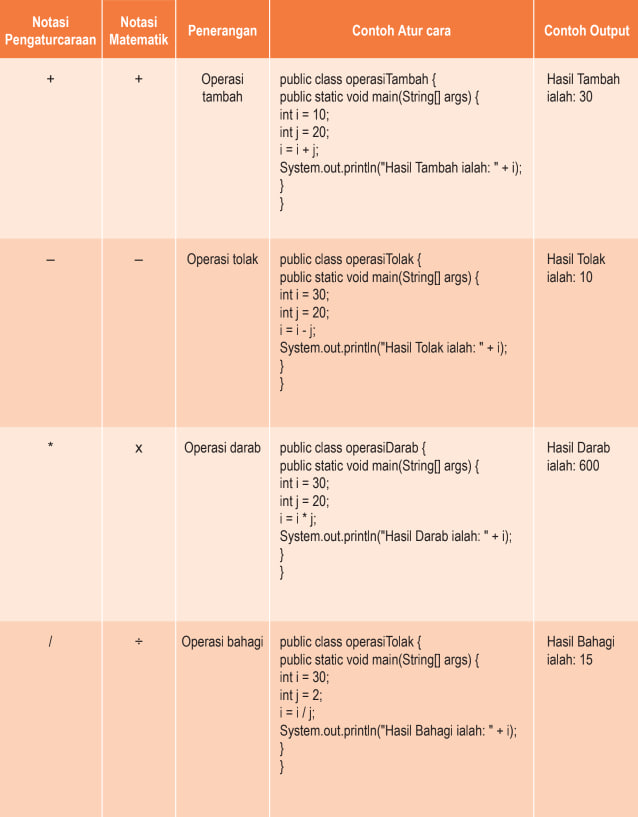 Notasi
Pengaturcaraan
Notasi
Matematik
Penerangan
Contoh Atur cara
Contoh Output
+
+
Operasi
tambah
public class operasiTambah {
public static void main(String[] args) {
int i = 10;
int j = 20;
i = i + j;
System.out.println("Hasil Tambah ialah: " + i);
}
}
Hasil Tambah
ialah: 30
–
–
Operasi tolak
public class operasiTolak {
public static void main(String[] args) {
int i = 30;
int j = 20;
i = i - j;
System.out.println("Hasil Tolak ialah: " + i);
}
}
Hasil Tolak
ialah: 10
*
x
Operasi darab
public class operasiDarab {
public static void main(String[] args) {
int i = 30;
int j = 20;
i = i * j;
System.out.println("Hasil Darab ialah: " + i);
}
}
Hasil Darab
ialah: 600
/
÷
Operasi bahagi
public class operasiTolak {
public static void main(String[] args) {
int i = 30;
int j = 2;
i = i / j;
System.out.println("Hasil Bahagi ialah: " + i);
}
}
Hasil Bahagi
ialah: 15